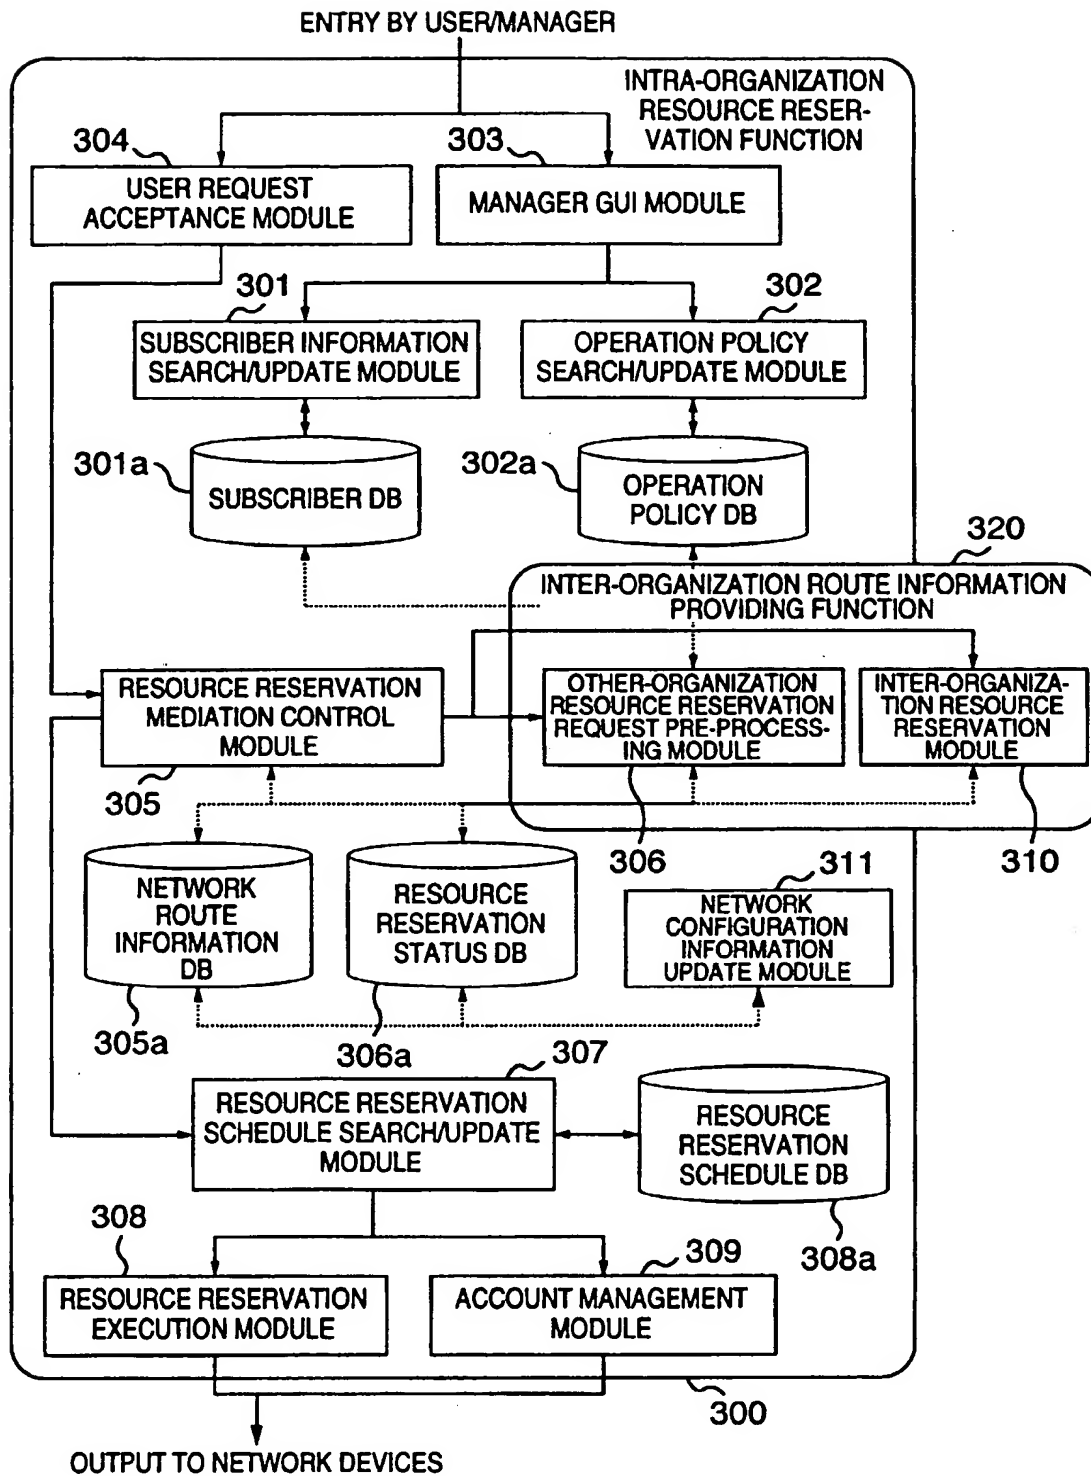 ENTRY BY USER/MANAGER
INTRA-ORGANIZATION
RESOURCE RESER-
VATION FUNCTION
304
303
USER REQUEST
ACCEPTANCE MODULE
MANAGER GUI MODULE
301
302
SUBSCRIBER INFORMATION
SEARCH/UPDATE MODULE
OPERATION POLICY
SEARCH/UPDATE MODULE
301a
302a
SUBSCRIBER DB
OPERATION
POLICY DB
320
INTER-ORGANIZATION ROUTE INFORMATION
PROVIDING FUNCTION
RESOURCE RESERVATION
MEDIATION CONTROL
MODULE
OTHER-ORGANIZATION
RESOURCE RESERVATION
REQUEST PRE-PROCESS-
ING MODULE
INTER-ORGANIZA-
TION RESOURCE
RESERVATION
MODULE
305
306
310
311
NETWORK
ROUTE
INFORMATION
DB
RESOURCE
RESERVATION
STATUS DB
NETWORK
CONFIGURATION
INFORMATION
UPDATE MODULE
305a
306a
307
RESOURCE RESERVATION
SCHEDULE SEARCH/UPDATE
MODULE
RESOURCE
RESERVATION
SCHEDULE DB
308
309
308a
RESOURCE RESERVATION
EXECUTION MODULE
ACCOUNT MANAGEMENT
MODULE
300
OUTPUT TO NETWORK DEVICES